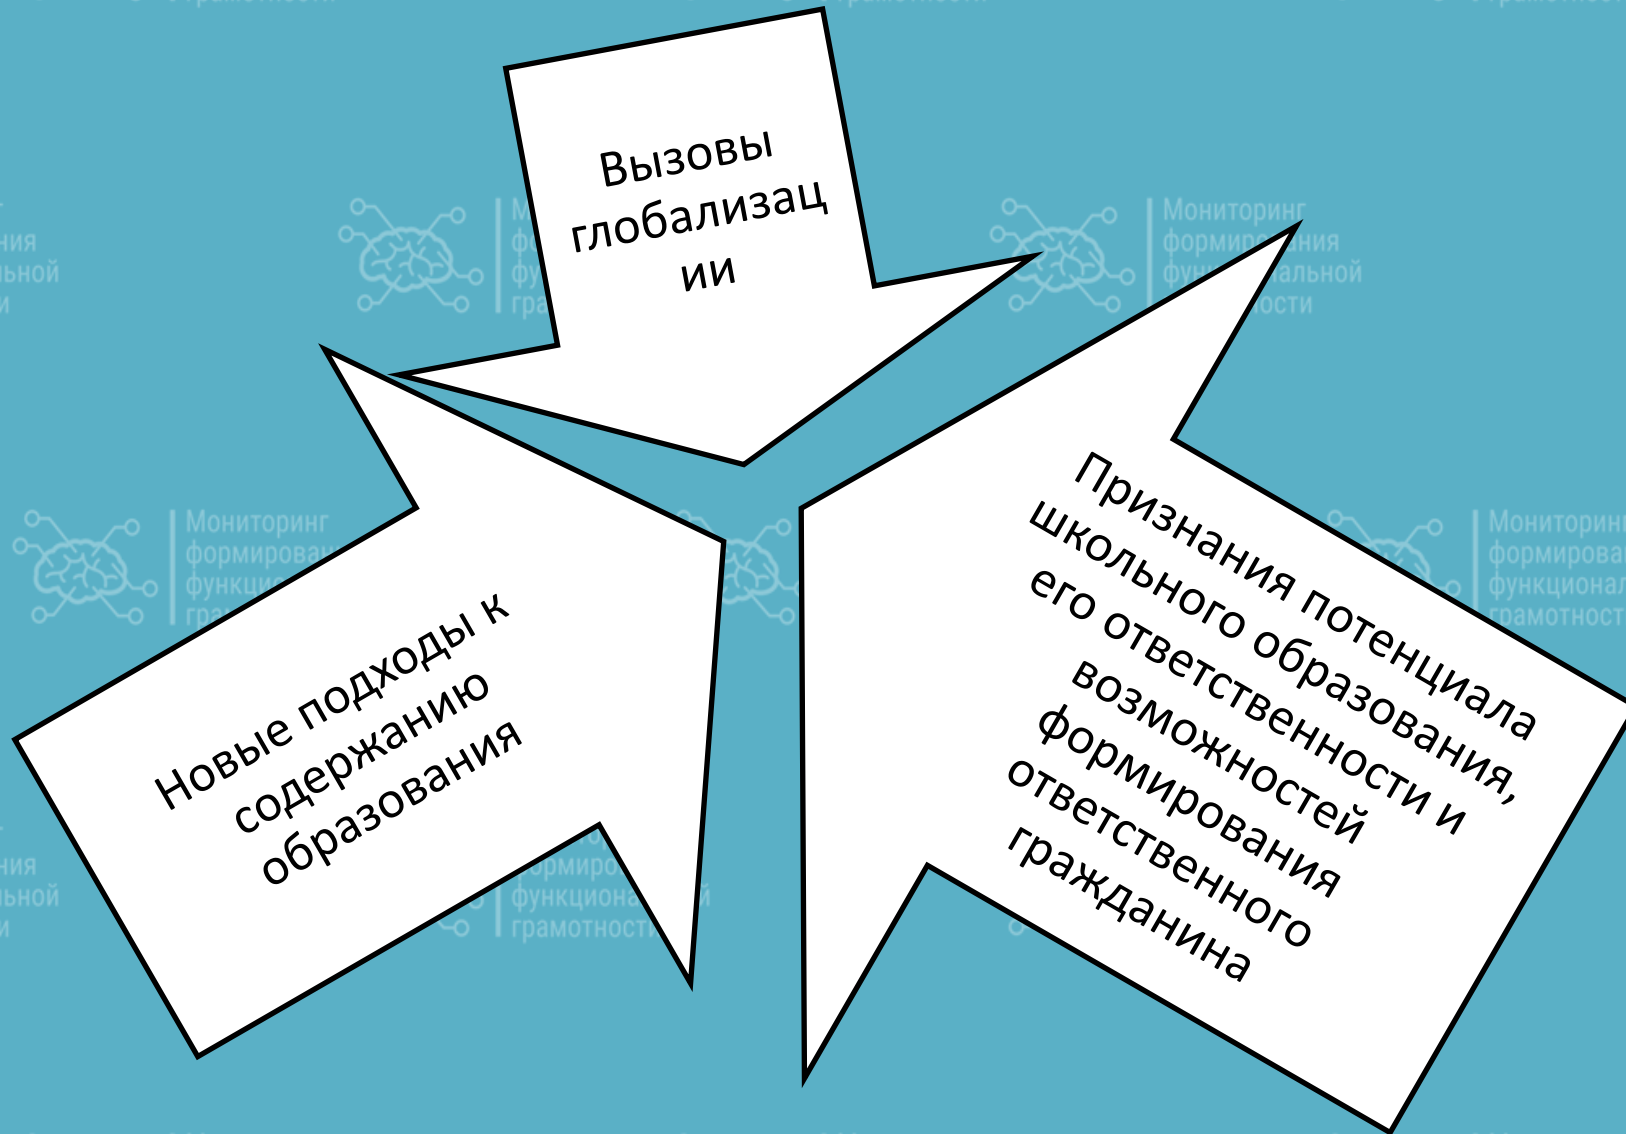 Вызовы
глобализац
ии
Новые подходы к
содержанию
образования
Признания потенциала
школьного образования,
его ответственности и
возможностей
формирования
ответственного
гражданина
Мониторинг
функциональной
грамотности